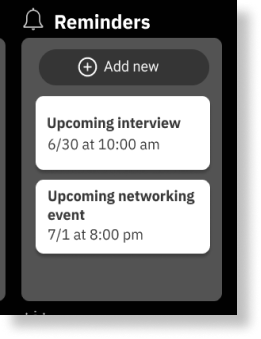 Reminders
Add new
Upcoming interview
6/30 at 10:00 am
Upcoming networking
event
7/1 at 8:00 pm